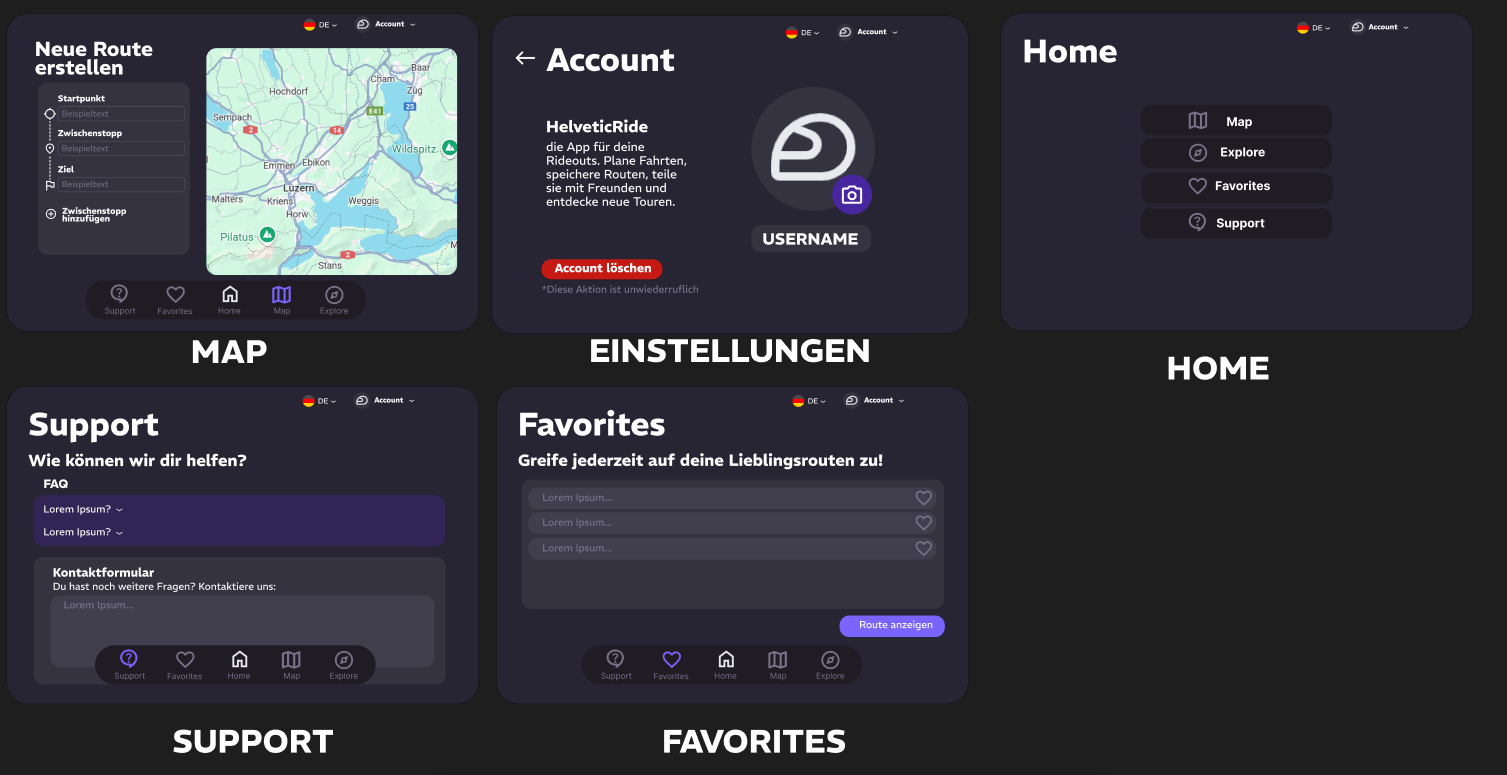 DE
Account
Neue Route
erstellen
Startpunkt
Beispieltext
Zwischenstopp
Beispieltext
Ziel
Beispieltext
Zwischenstopp
hinzufügen
Baar
Cham
Zug
Hochdorf
E41
25
Sempach
2
14
Wildspitz
Emmen
Ebikon
Luzern
Malters
Kriens
Weggis
Horw
Pilatus
M
2
Stans
Support
Favorites
Home
Map
Explore
MAP
DE
Account
Account
HelveticRide
die App für deine
Rideouts. Plane Fahrten,
speichere Routen, teile
sie mit Freunden und
entdecke neue Touren.
USERNAME
Account löschen
*Diese Aktion ist unwiederruflich
EINSTELLUNGEN
DE
Account
Home
Map
Explore
Favorites
Support
HOME
DE
Account
Support
Wie können wir dir helfen?
FAQ
Lorem Ipsum?
Lorem Ipsum?
Kontaktformular
Du hast noch weitere Fragen? Kontaktiere uns:
Lorem Ipsum...
Support
Favorites
Home
Map
Explore
SUPPORT
DE
Account
Favorites
Greife jederzeit auf deine Lieblingsrouten zu!
Lorem Ipsum...
Lorem Ipsum...
Lorem Ipsum...
Route anzeigen
Support
Favorites
Home
Map
Explore
FAVORITES